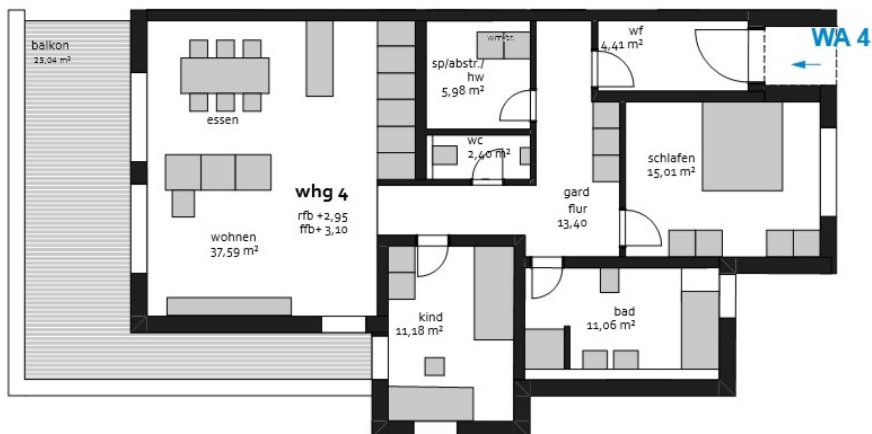 balkon
23,04 m²
essen
wohnen
37,59 m²
whg 4
rfb +2,95
ffb+ 3,10
sp/abstr./
hw
5,98 m²
wc
2,40 m²
wf
4,41 m²
WA 4
schlafen
15,01 m²
gard
flur
13,40
kind
11,18 m²
bad
11,06 m²